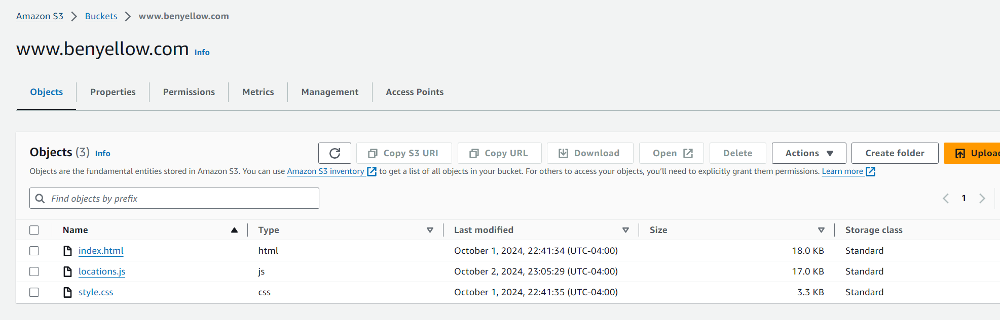 Amazon S3 > Buckets > www.benyellow.com
www.benyellow.com Info
Objects Properties Permissions Metrics Management Access Points
Objects (3) Info Copy S3 URI Copy URL Download Open Delete Actions Create folder Uploa
Objects are the fundamental entities stored in Amazon S3. You can use Amazon S3 inventory to get a list of all objects in your bucket. For others to access your objects, you’ll need to explicitly grant them permissions. Learn more
Find objects by prefix 1
Name Type Last modified Size Storage class
index.html html October 1, 2024, 22:41:34 (UTC-04:00) 18.0 KB Standard
locations.js js October 2, 2024, 23:05:29 (UTC-04:00) 17.0 KB Standard
style.css css October 1, 2024, 22:41:35 (UTC-04:00) 3.3 KB Standard